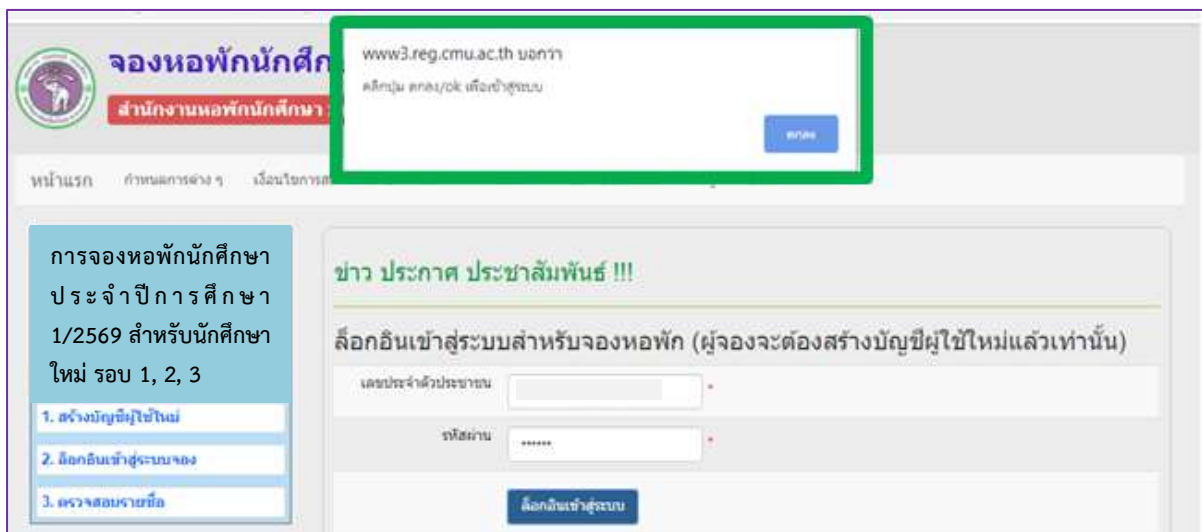 จองหอพักนักศึก
สำนักงานหอพักนักศึกษา
www3.reg.cmu.ac.th บอกว่า
คลิกปุ่ม ตกลง/ok เพื่อเข้าสู่ระบบ
ตกลง
หน้าแรก กำหนดการต่าง ๆ เงื่อนไขการส
การจองหอพักนักศึกษา
ประจำปีการศึกษา
1/2569 สำหรับนักศึกษา
ใหม่ รอบ 1, 2, 3
1. สร้างบัญชีผู้ใช้ใหม่
2. ล็อกอินเข้าสู่ระบบจอง
3. ตรวจสอบรายชื่อ
ข่าว ประกาศ ประชาสัมพันธ์ !!!
ล็อกอินเข้าสู่ระบบสำหรับจองหอพัก (ผู้จองจะต้องสร้างบัญชีผู้ใช้ใหม่แล้วเท่านั้น)
เลขประจำตัวประชาชน *
รหัสผ่าน ...... *
ล็อกอินเข้าสู่ระบบ